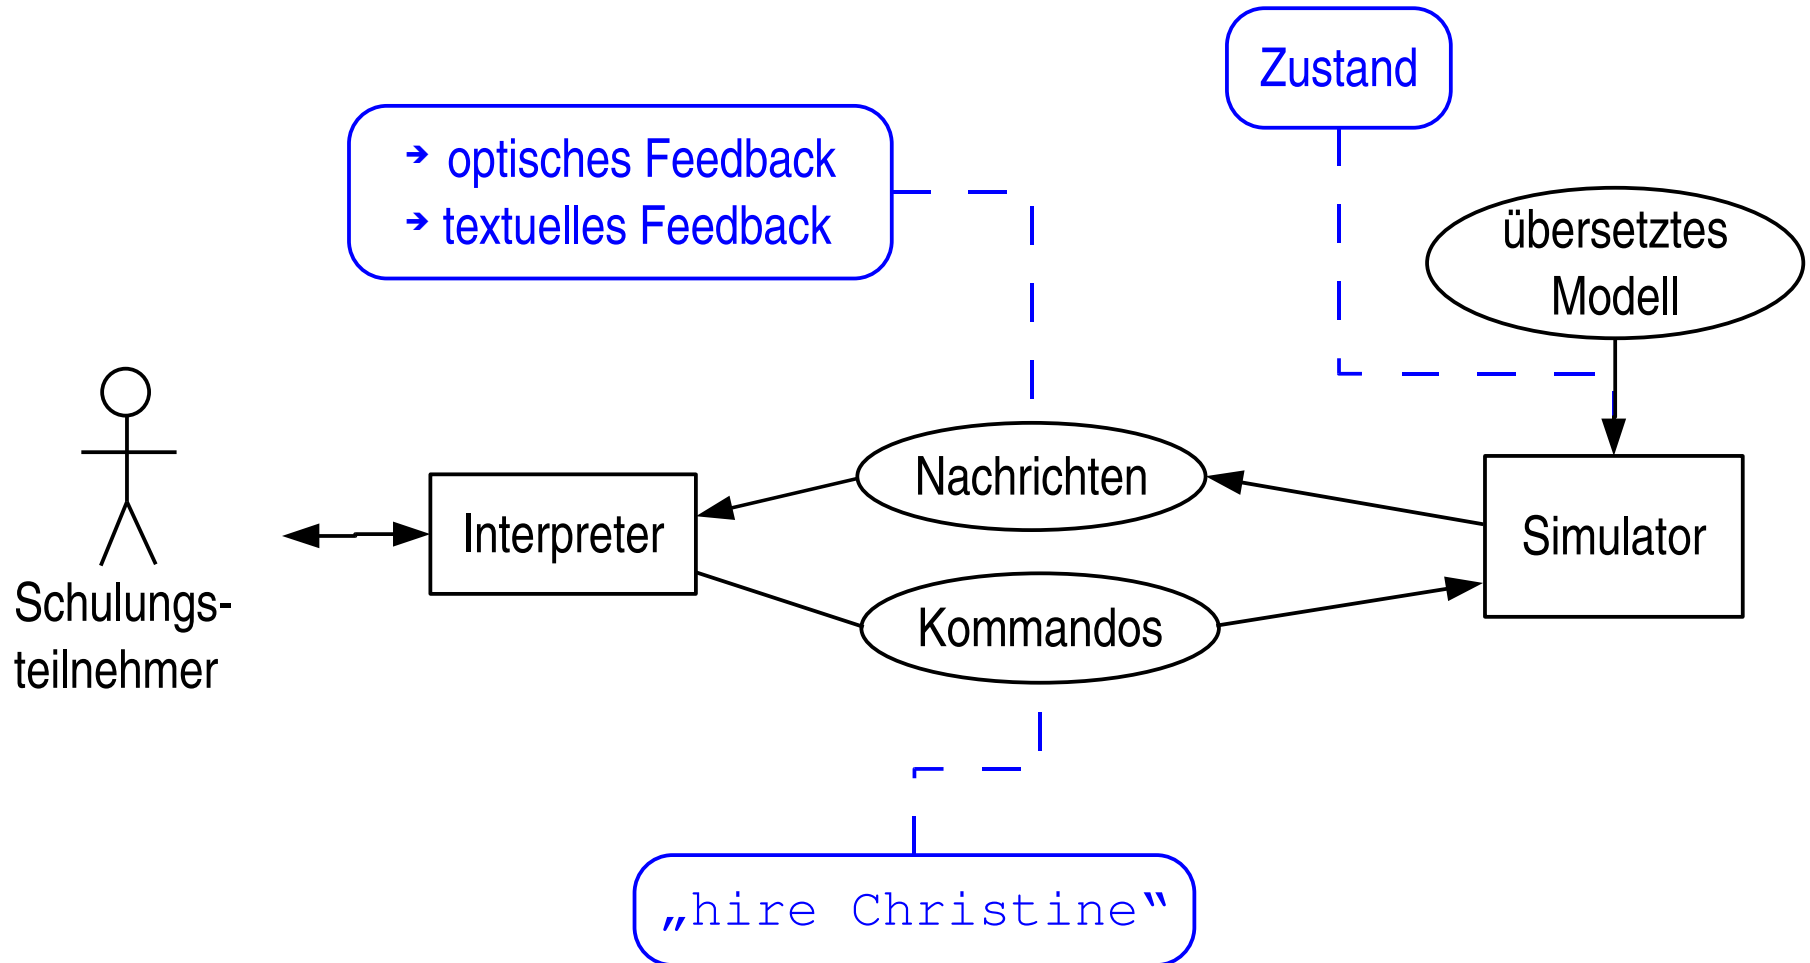 Zustand
➔ optisches Feedback
➔ textuelles Feedback
übersetztes
Modell
Nachrichten
Interpreter
Simulator
Kommandos
Schulungs-
teilnehmer
„hire Christine“